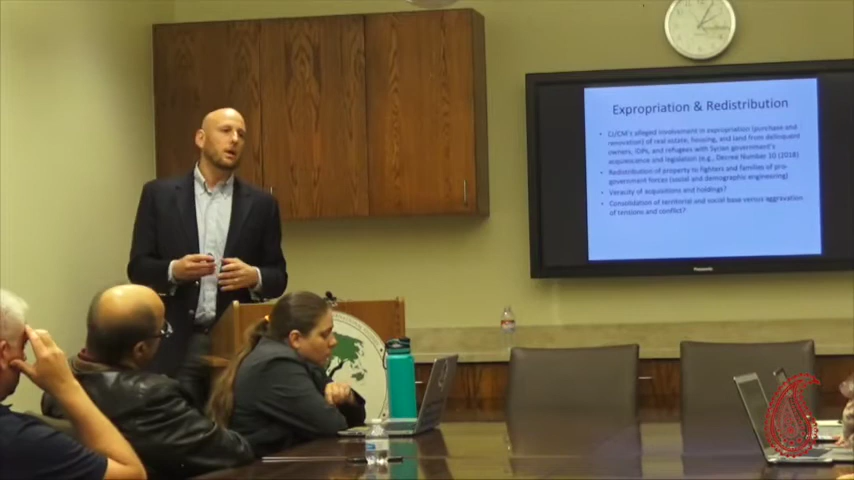 Expropriation & Redistribution
• CJ/CM's alleged involvement in expropriation (purchase and
renovation) of real estate, housing, and land from delinquent
owners, IDPs, and refugees with Syrian government's
acquiescence and legislation (e.g., Decree Number 10 (2018)
• Redistribution of property to fighters and families of pro-
government forces (social and demographic engineering)
• Veracity of acquisitions and holdings?
• Consolidation of territorial and social base versus aggravation
of tensions and conflict?
Panasonic